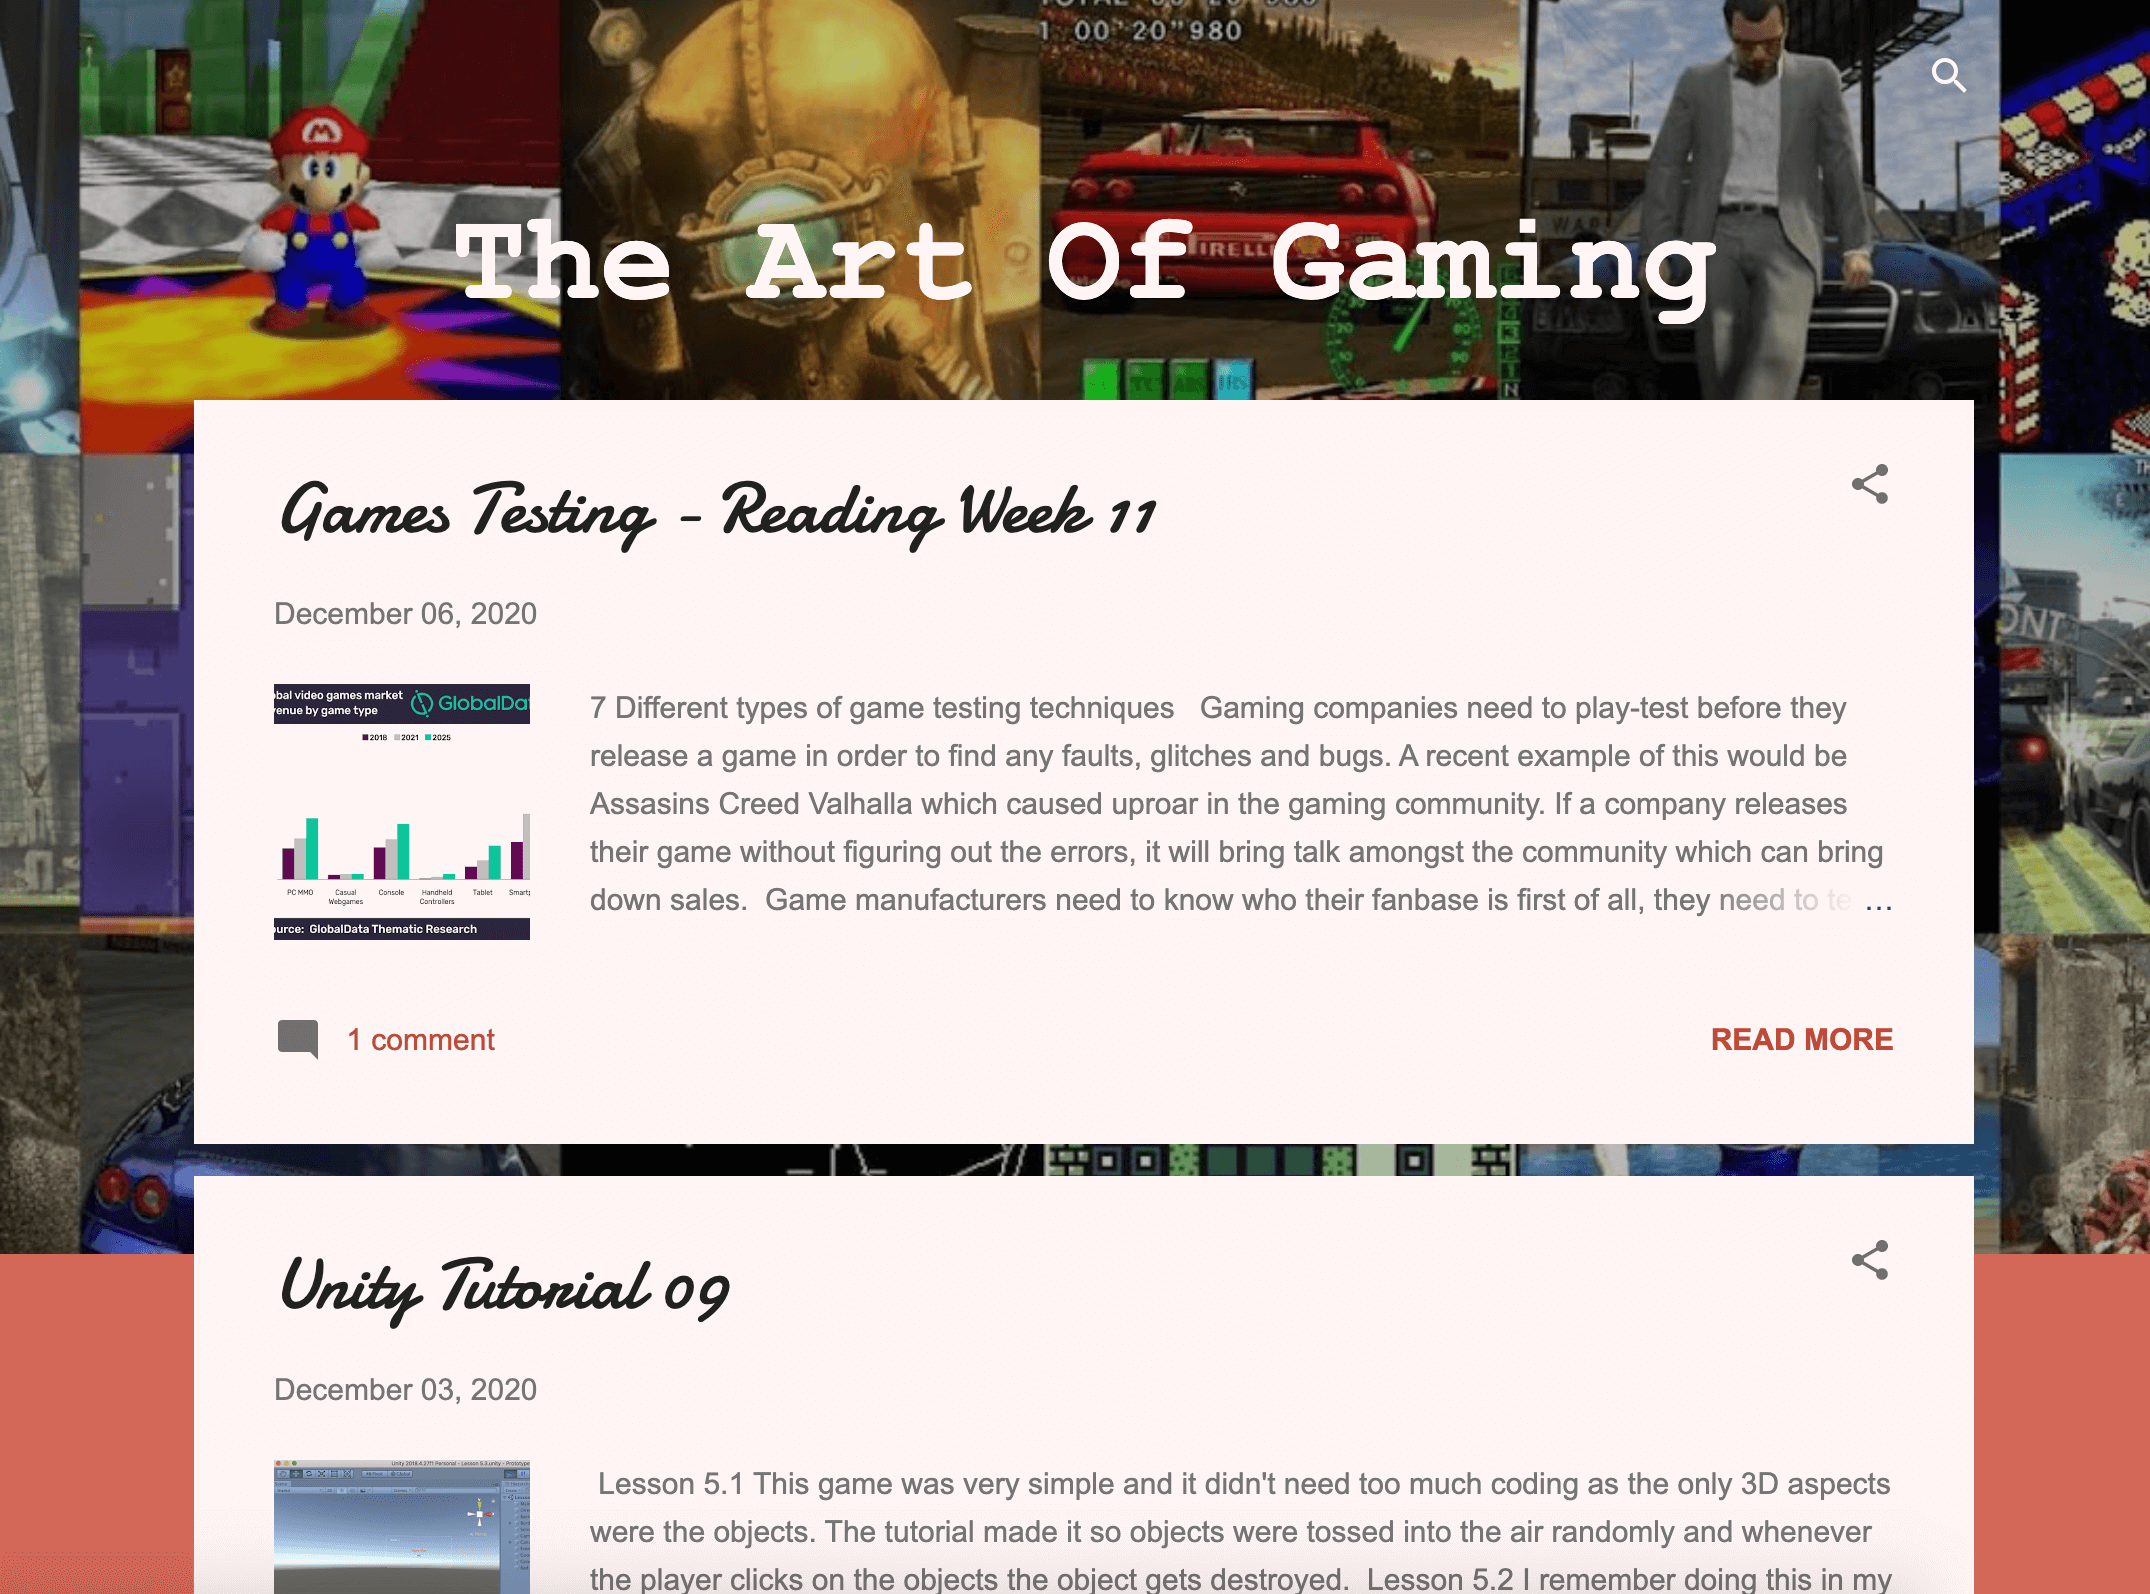 1 00'20"980
The Art Of Gaming
PIRELLI
Games Testing - Reading Week 11
December 06, 2020
bal video games market
venue by game type
GlobalDa
2018 2021 2025
PC MMO Casual Webgames Console Handheld Controllers Tablet Smartp
urce: GlobalData Thematic Research
7 Different types of game testing techniques Gaming companies need to play-test before they
release a game in order to find any faults, glitches and bugs. A recent example of this would be
Assasins Creed Valhalla which caused uproar in the gaming community. If a company releases
their game without figuring out the errors, it will bring talk amongst the community which can bring
down sales. Game manufacturers need to know who their fanbase is first of all, they need to te ...
1 comment
READ MORE
Unity Tutorial 09
December 03, 2020
Lesson 5.1 This game was very simple and it didn't need too much coding as the only 3D aspects
were the objects. The tutorial made it so objects were tossed into the air randomly and whenever
the player clicks on the objects the object gets destroyed. Lesson 5.2 I remember doing this in my